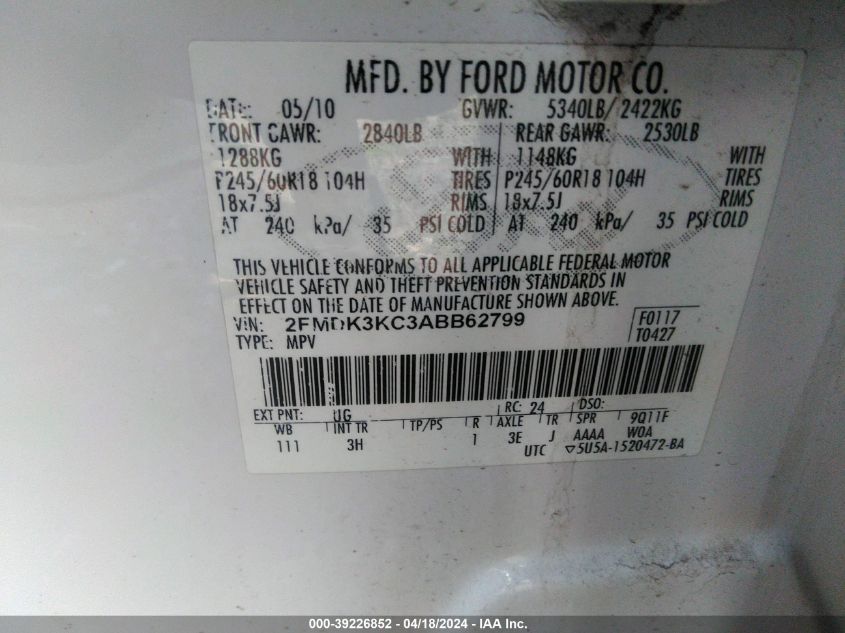 MFD. BY FORD MOTOR CO.
DATE: 05/10 GVWR: 5340LB/ 2422KG
FRONT GAWR: 2840LB REAR GAWR: 2530LB
1288KG WITH 1148KG WITH
P245/60R18 104H TIRES P245/60R18 104H TIRES
18x7.5J RIMS 18x7.5J RIMS
AT 240 kPa/ 35 PSI COLD AT 240 kPa/ 35 PSI COLD
THIS VEHICLE CONFORMS TO ALL APPLICABLE FEDERAL MOTOR
VEHICLE SAFETY AND THEFT PREVENTION STANDARDS IN
EFFECT ON THE DATE OF MANUFACTURE SHOWN ABOVE.
VIN: 2FMDK3KC3ABB62799 F0117
TYPE: MPV T0427
EXT PNT: UG RC: 24 DSO:
WB INT TR TP/PS R AXLE TR SPR 9Q11F
111 3H 1 3E J AAAA W0A
UTC ▽5U5A-1520472-BA
000-39226852 - 04/18/2024 - IAA Inc.